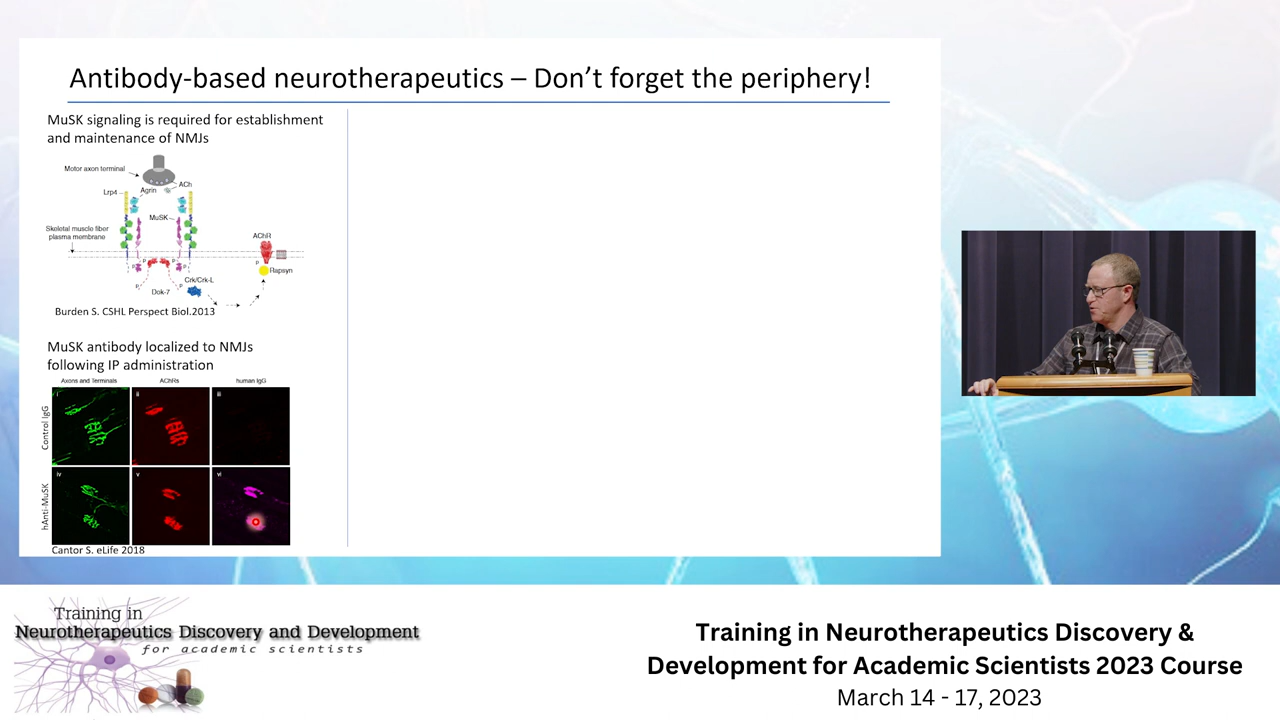 Antibody-based neurotherapeutics – Don’t forget the periphery!
MuSK signaling is required for establishment
and maintenance of NMJs
Motor axon terminal
Agrin
ACh
Lrp4
MuSK
Skeletal muscle fiber
plasma membrane
AChR
P
P
P
P
P
P
P
Rapsyn
Crk/Crk-L
Dok-7
Burden S. CSHL Perspect Biol.2013
MuSK antibody localized to NMJs
following IP administration
Axons and Terminals
AChRs
human IgG
Control IgG
i
ii
iii
hAnti-MuSK
iv
v
vi
Cantor S. eLife 2018
Training in
Neurotherapeutics Discovery and Development
for academic scientists
Training in Neurotherapeutics Discovery &
Development for Academic Scientists 2023 Course
March 14 - 17, 2023